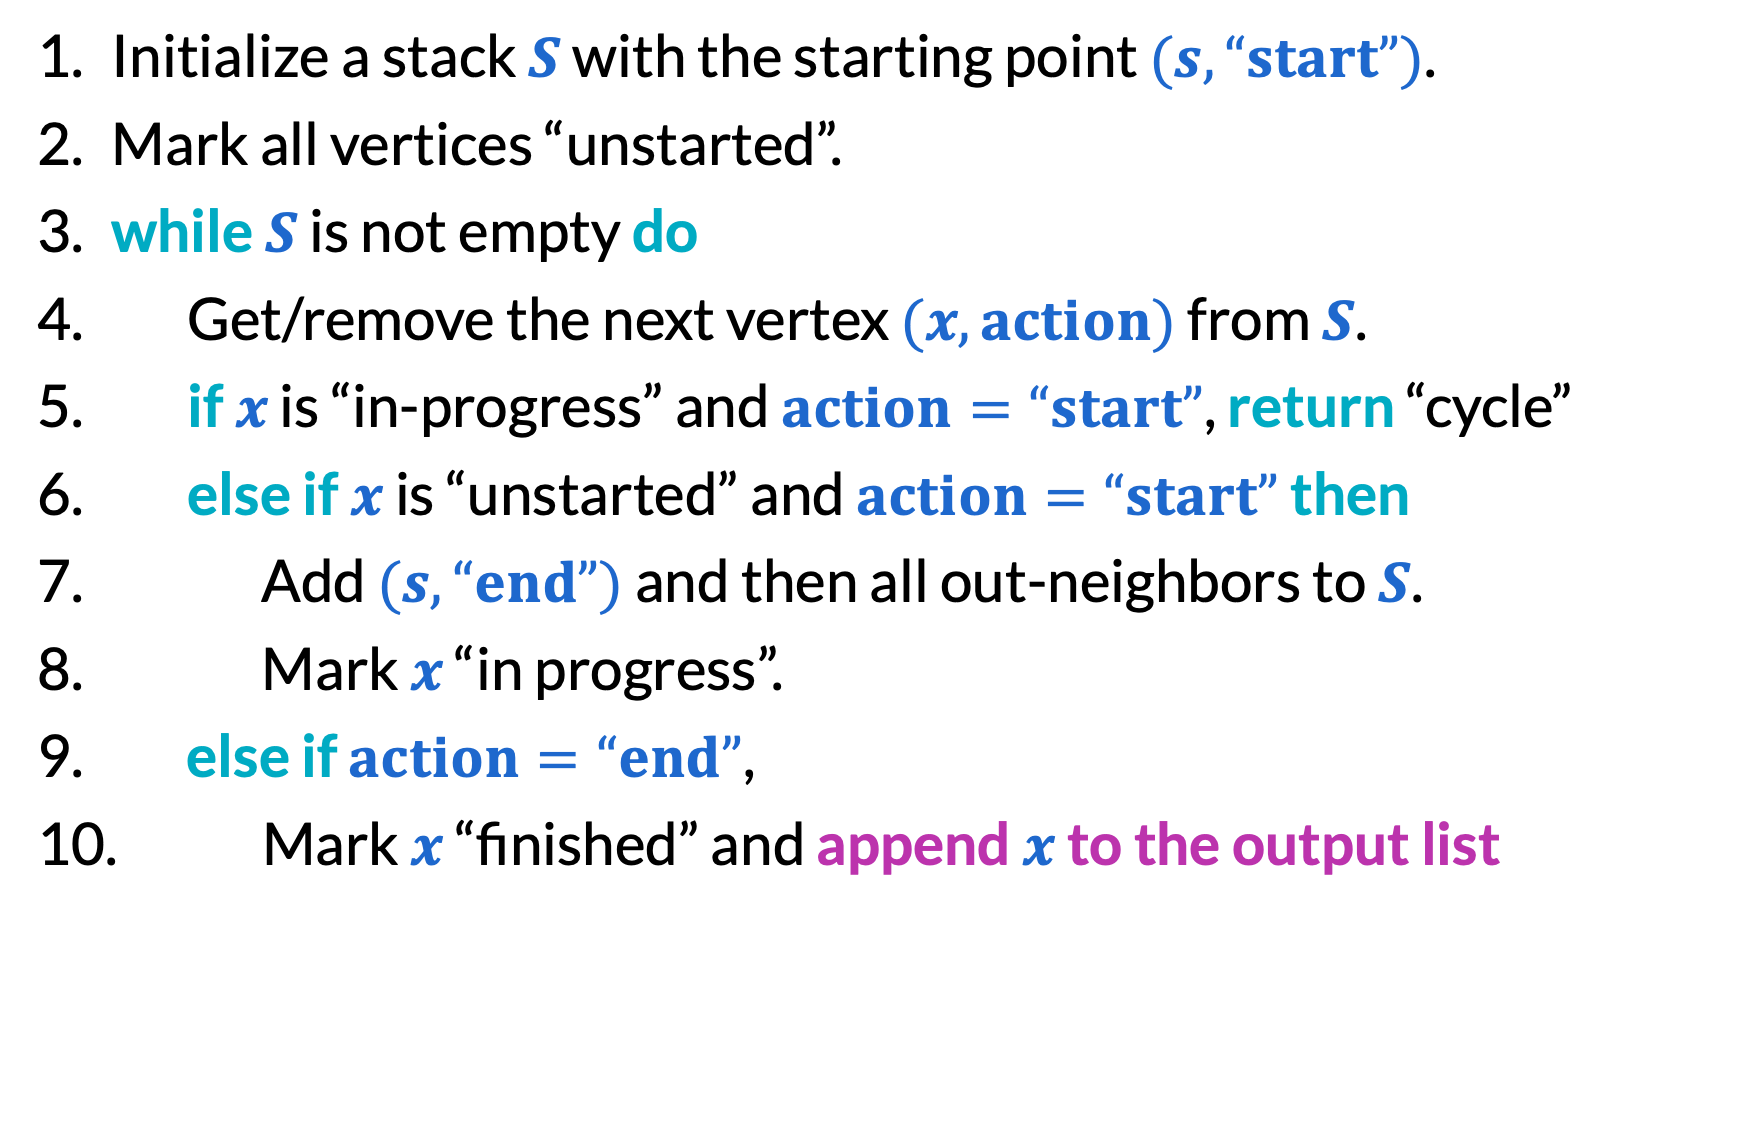 1. Initialize a stack S with the starting point (s, “start”).
2. Mark all vertices “unstarted”.
3. while S is not empty do
4. Get/remove the next vertex (x, action) from S.
5. if x is “in-progress” and action = “start”, return “cycle”
6. else if x is “unstarted” and action = “start” then
7. Add (s, “end”) and then all out-neighbors to S.
8. Mark x “in progress”.
9. else if action = “end”,
10. Mark x “finished” and append x to the output list